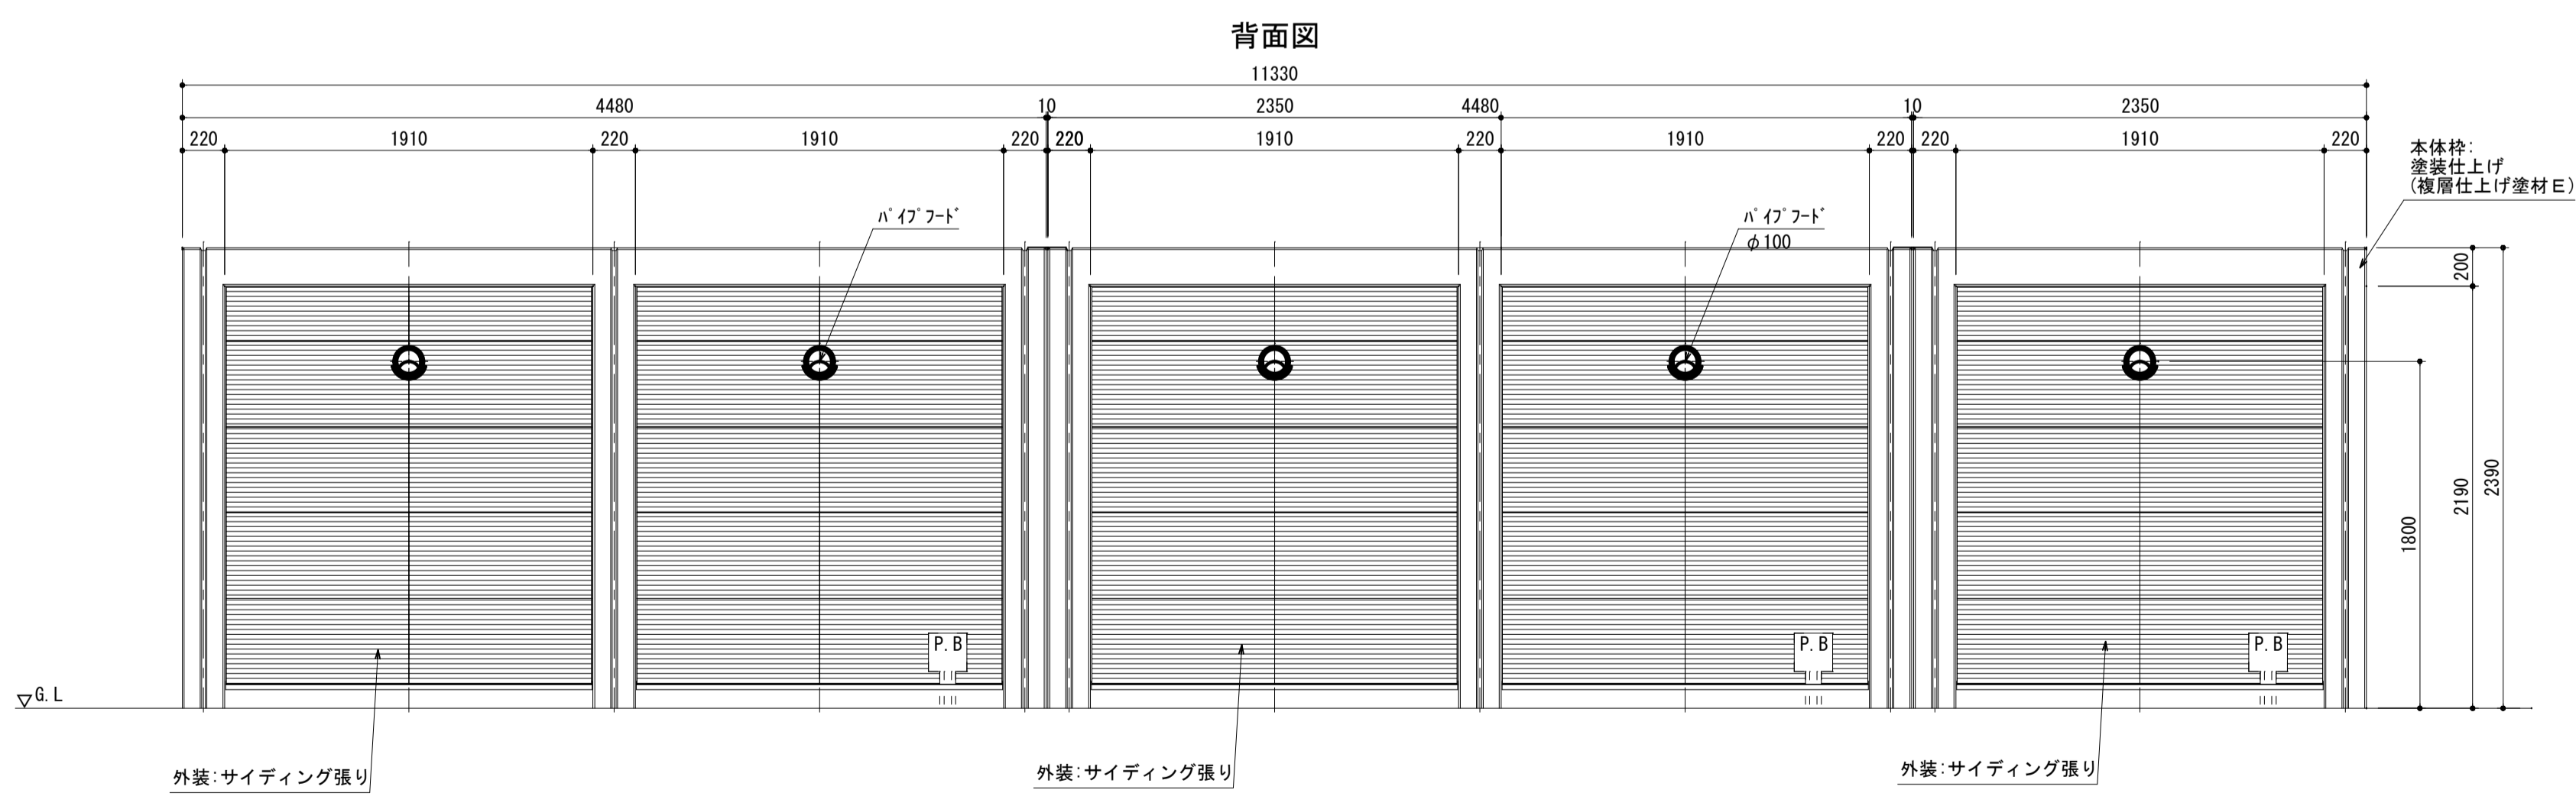 背面図
11330
4480 10 2350 4480 10 2350
220 1910 220 1910 220 220 1910 220 1910 220 220 1910 220
本体枠:
塗装仕上げ
(複層仕上げ塗材E)
ﾊﾟｲﾌﾟﾌｰﾄﾞ
ﾊﾟｲﾌﾟﾌｰﾄﾞ
φ100
200
2190
2390
1800
P.B
P.B
P.B
G.L
外装:サイディング張り
外装:サイディング張り
外装:サイディング張り